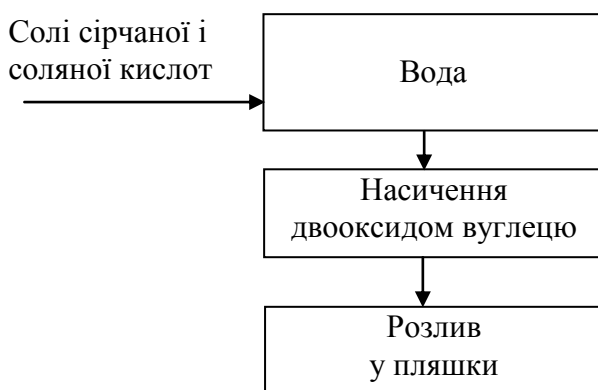 Солі сірчаної і
соляної кислот
Вода
Насичення
двооксидом вуглецю
Розлив
у пляшки